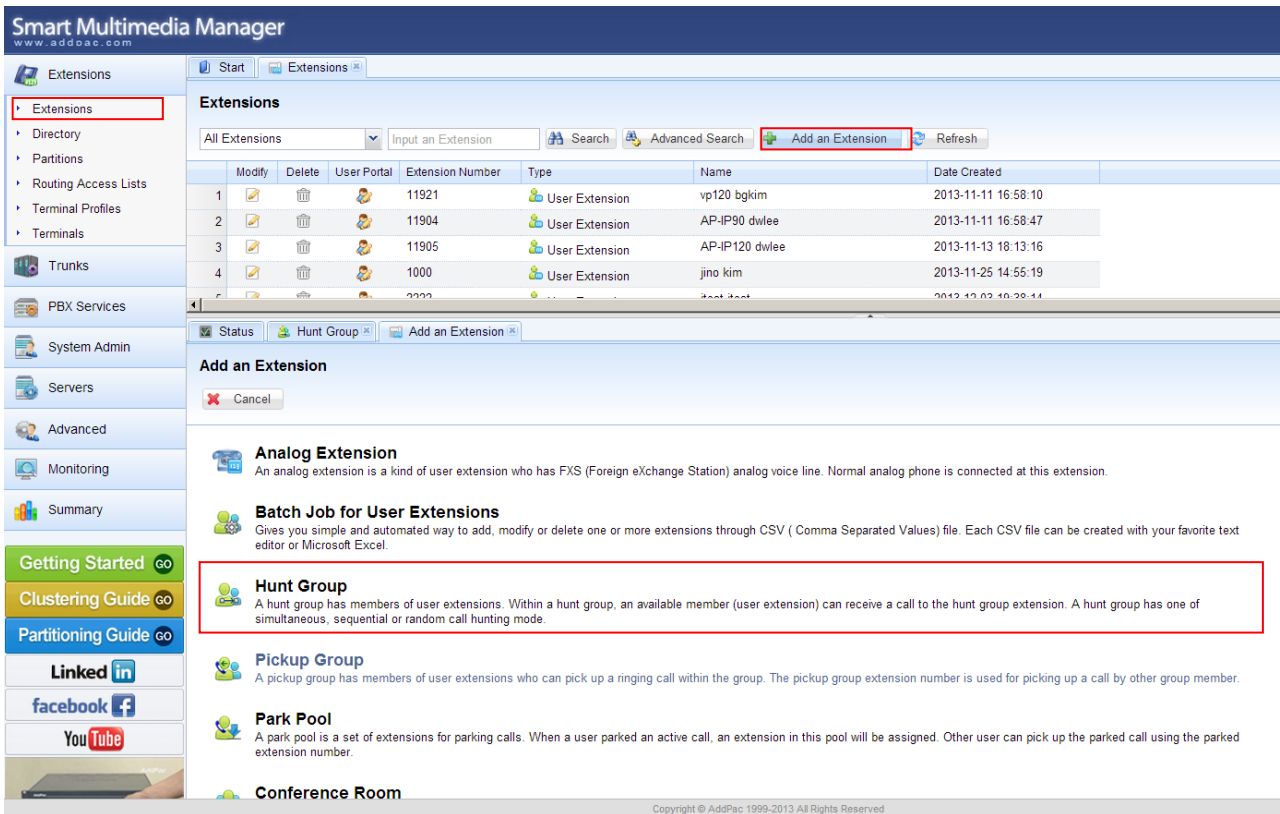 Smart Multimedia Manager
www.addpac.com
Extensions
Extensions
Directory
Partitions
Routing Access Lists
Terminal Profiles
Terminals
Trunks
PBX Services
System Admin
Servers
Advanced
Monitoring
Summary
Getting Started GO
Clustering Guide GO
Partitioning Guide GO
Linked in
facebook f
You Tube
Start Extensions
Extensions
All Extensions Input an Extension Search Advanced Search Add an Extension Refresh
Modify Delete User Portal Extension Number Type Name Date Created
1 11921 User Extension vp120 bgkim 2013-11-11 16:58:10
2 11904 User Extension AP-IP90 dwlee 2013-11-11 16:58:47
3 11905 User Extension AP-IP120 dwlee 2013-11-13 18:13:16
4 1000 User Extension jino kim 2013-11-25 14:55:19
Status Hunt Group Add an Extension
Add an Extension
Cancel
Analog Extension
An analog extension is a kind of user extension who has FXS (Foreign eXchange Station) analog voice line. Normal analog phone is connected at this extension.
Batch Job for User Extensions
Gives you simple and automated way to add, modify or delete one or more extensions through CSV ( Comma Separated Values) file. Each CSV file can be created with your favorite text
editor or Microsoft Excel.
Hunt Group
A hunt group has members of user extensions. Within a hunt group, an available member (user extension) can receive a call to the hunt group extension. A hunt group has one of
simultaneous, sequential or random call hunting mode.
Pickup Group
A pickup group has members of user extensions who can pick up a ringing call within the group. The pickup group extension number is used for picking up a call by other group member.
Park Pool
A park pool is a set of extensions for parking calls. When a user parked an active call, an extension in this pool will be assigned. Other user can pick up the parked call using the parked
extension number.
Conference Room
Copyright © AddPac 1999-2013 All Rights Reserved